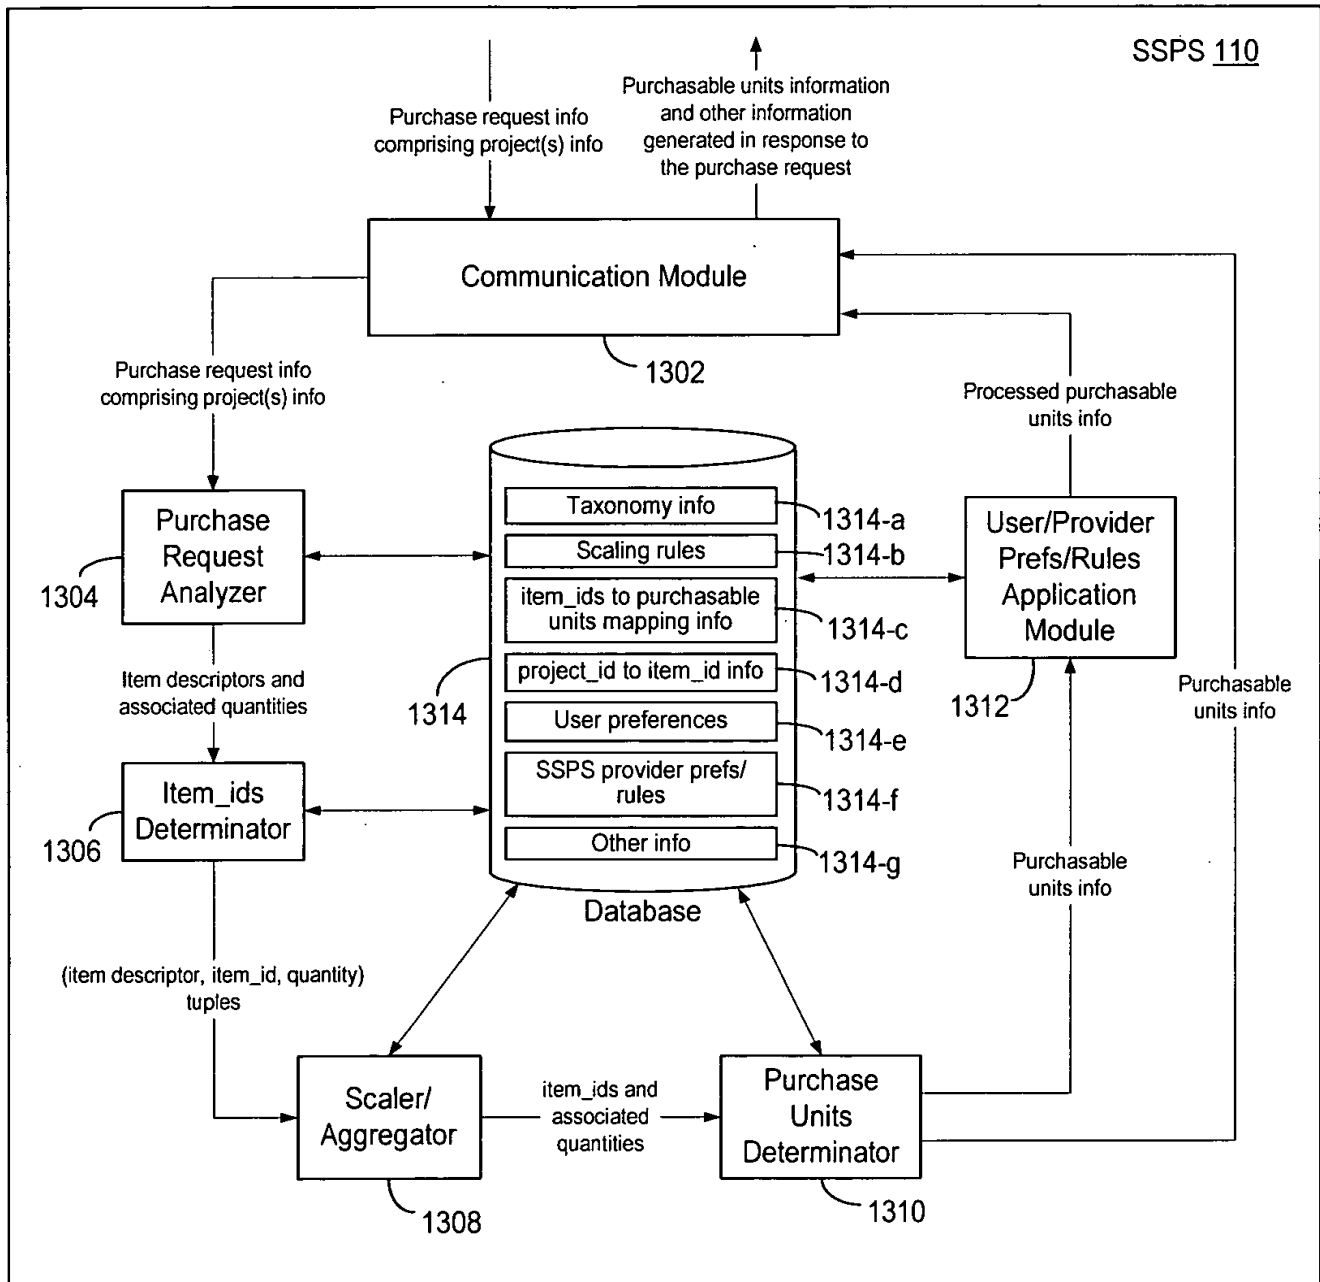 SSPS 110
Purchase request info
comprising project(s) info
Purchasable units information
and other information
generated in response to
the purchase request
Communication Module
1302
Purchase request info
comprising project(s) info
Processed purchasable
units info
Purchase
Request
Analyzer
1304
Taxonomy info
1314-a
Scaling rules
1314-b
item_ids to purchasable
units mapping info
1314-c
project_id to item_id info
1314-d
User preferences
1314-e
SSPS provider prefs/
rules
1314-f
Other info
1314-g
1314
Database
User/Provider
Prefs/Rules
Application
Module
1312
Purchasable
units info
Item descriptors and
associated quantities
Item_ids
Determinator
1306
Purchasable
units info
(item descriptor, item_id, quantity)
tuples
Scaler/
Aggregator
1308
item_ids and
associated
quantities
Purchase
Units
Determinator
1310